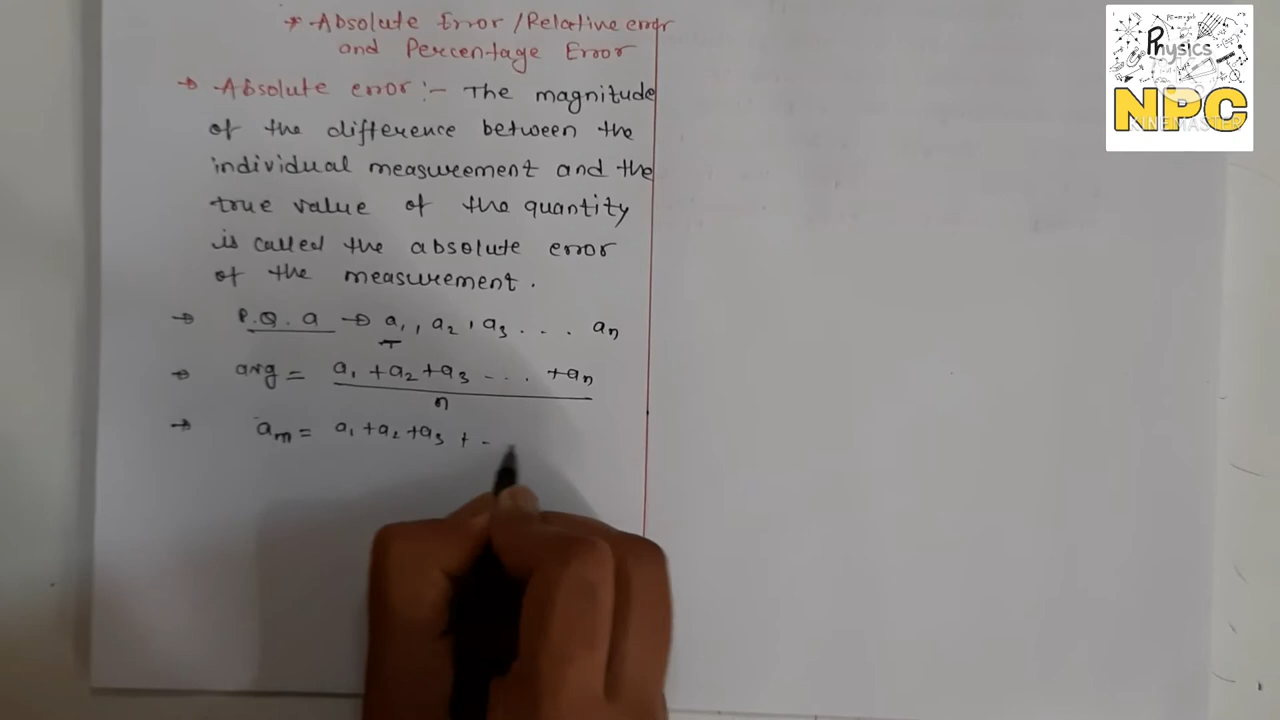 → Absolute Error / Relative error
and Percentage Error
→ Absolute error :- The magnitude
of the difference between the
individual measurement and the
true value of the quantity
is called the absolute error
of the measurement.
→ P.Q. a → a₁, a₂, a₃ . . . aₙ
→ avg = a₁ + a₂ + a₃ - . . . + aₙ
n
→ aₘ = a₁ + a₂ + a₃ + -
Physics
NPC
KINEMASTER